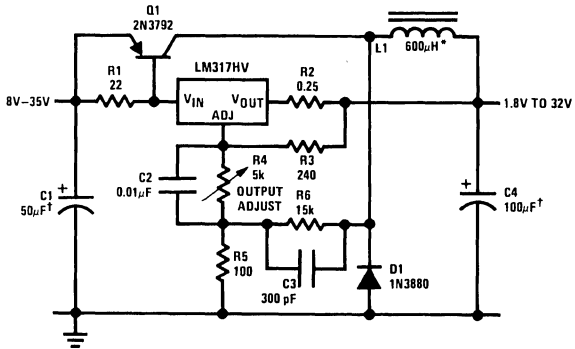 Q1
2N3792
L1
600μH*
R1
22
LM317HV
VIN
VOUT
ADJ
R2
0.25
8V–35V
1.8V TO 32V
R4
5k
OUTPUT
ADJUST
R3
240
C2
0.01μF
R6
15k
C1
50μF†
+
C4
100μF†
+
R5
100
C3
300 pF
D1
1N3880